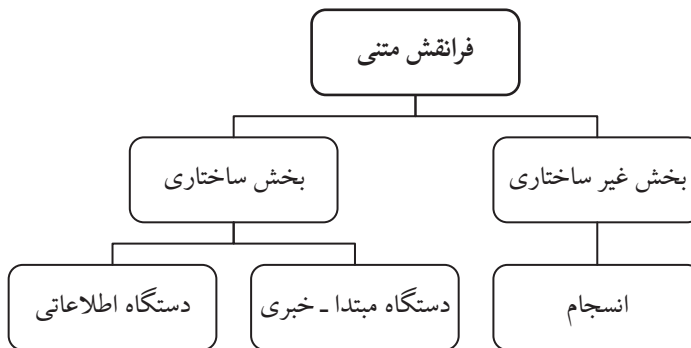 فرانقش متنی
بخش غیر ساختاری
بخش ساختاری
انسجام
دستگاه مبتدا ـ خبری
دستگاه اطلاعاتی